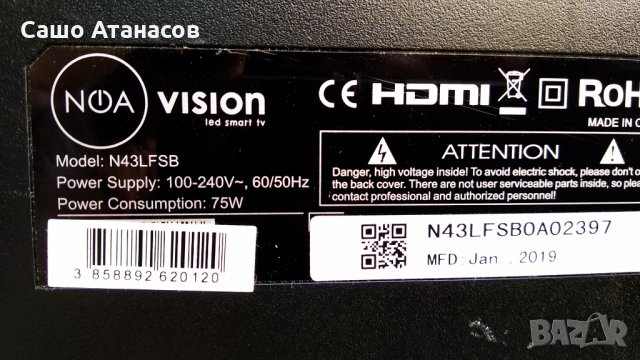 Сашо Атанасов
NOA VISION
led smart tv
CE HDMI RoH
MADE IN C
Model: N43LFSB
Power Supply: 100-240V~, 60/50Hz
Power Consumption: 75W
ATTENTION
Danger, high voltage inside! To avoid electric shock, please don't o
the back cover. There are not user serviceable parts inside, so please
contact professional and authorized personnel!
3 858892 620120
N43LFSB0A02397
MFD: Jan., 2019
BAZAR